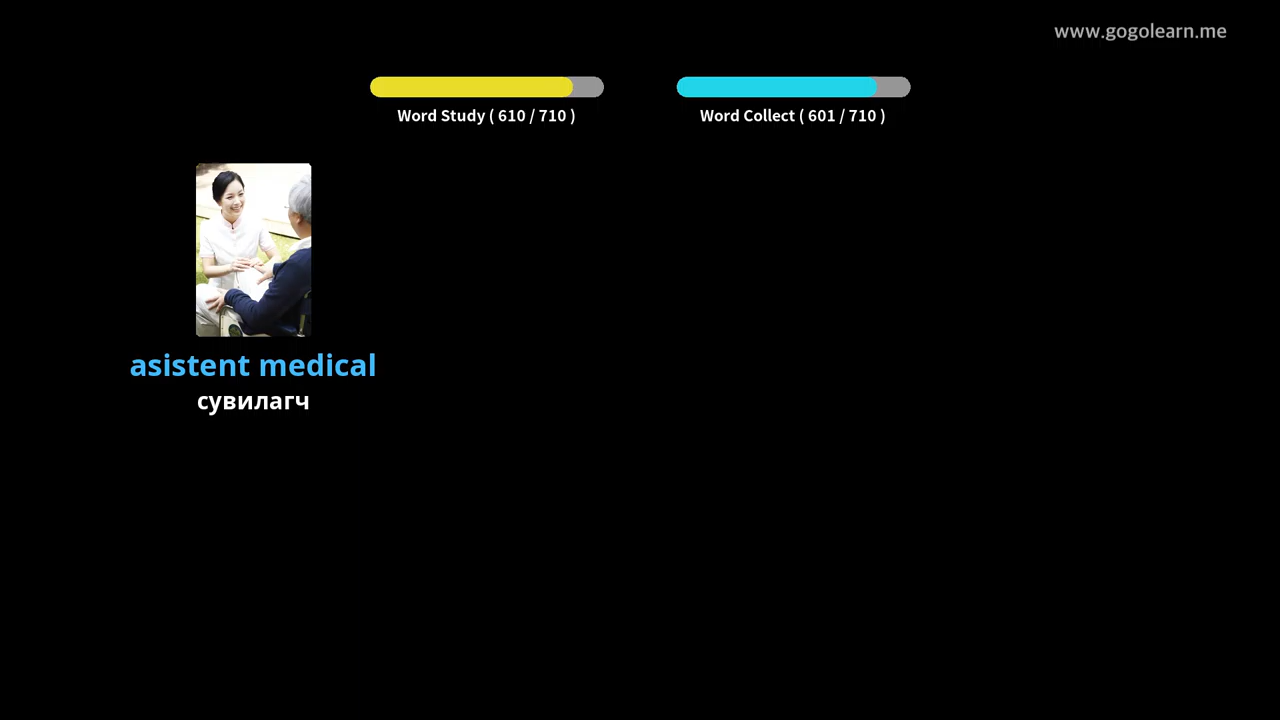 www.gogolearn.me
Word Study ( 610 / 710 )
Word Collect ( 601 / 710 )
asistent medical
сувилагч